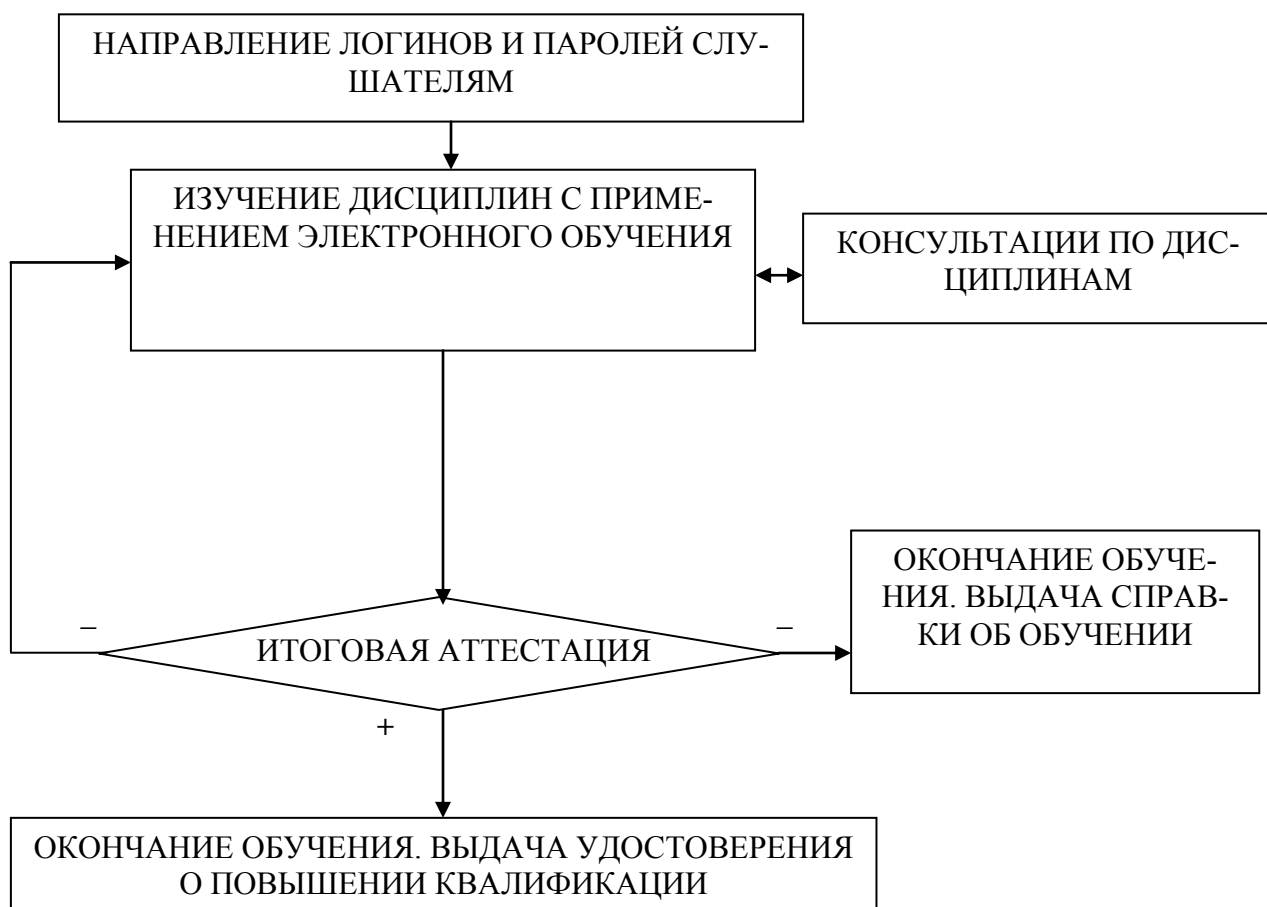 НАПРАВЛЕНИЕ ЛОГИНОВ И ПАРОЛЕЙ СЛУ-
ШАТЕЛЯМ
ИЗУЧЕНИЕ ДИСЦИПЛИН С ПРИМЕ-
НЕНИЕМ ЭЛЕКТРОННОГО ОБУЧЕНИЯ
КОНСУЛЬТАЦИИ ПО ДИС-
ЦИПЛИНАМ
ОКОНЧАНИЕ ОБУЧЕ-
НИЯ. ВЫДАЧА СПРАВ-
КИ ОБ ОБУЧЕНИИ
–
ИТОГОВАЯ АТТЕСТАЦИЯ
–
+
ОКОНЧАНИЕ ОБУЧЕНИЯ. ВЫДАЧА УДОСТОВЕРЕНИЯ
О ПОВЫШЕНИИ КВАЛИФИКАЦИИ